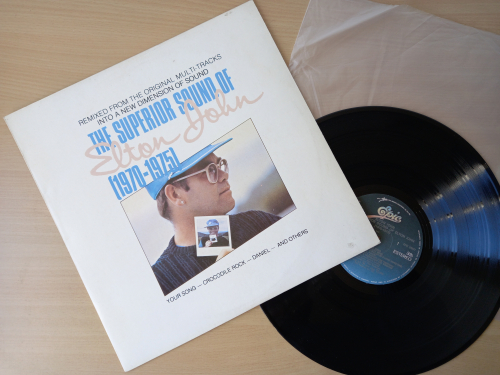 REMIXED FROM THE ORIGINAL MULTI-TRACKS
INTO A NEW DIMENSION OF SOUND
THE SUPERIOR SOUND OF
Elton John
(1970-1975)
YOUR SONG — CROCODILE ROCK — DANIEL — AND OTHERS
Epic